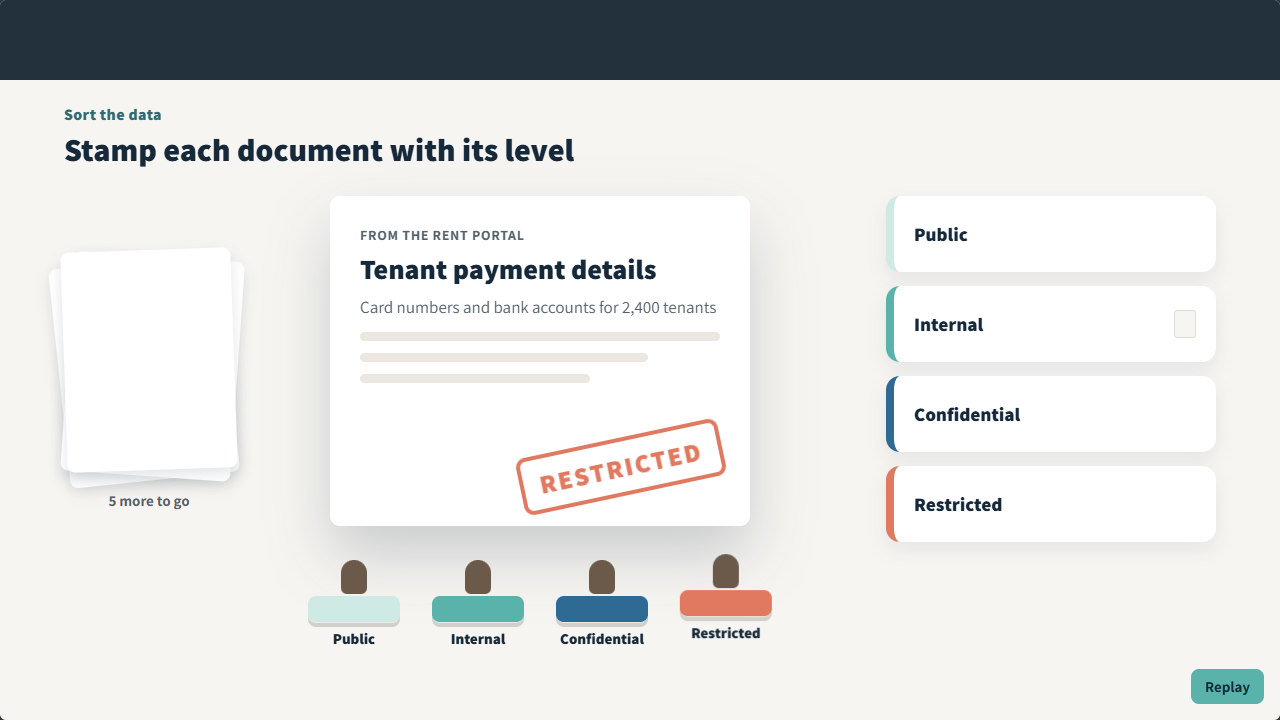 Sort the data
Stamp each document with its level
FROM THE RENT PORTAL
Tenant payment details
Card numbers and bank accounts for 2,400 tenants
RESTRICTED
5 more to go
Public
Internal
Confidential
Restricted
Public
Internal
Confidential
Restricted
Replay